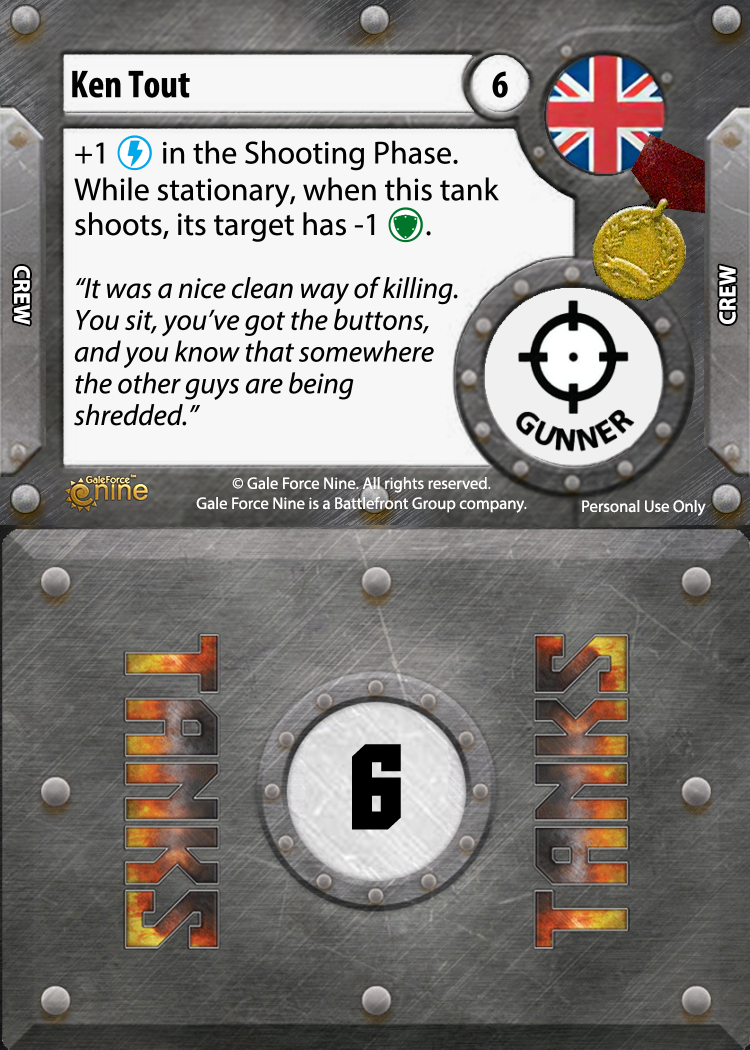 Ken Tout
6
+1 in the Shooting Phase.
While stationary, when this tank
shoots, its target has -1 .
“It was a nice clean way of killing.
You sit, you’ve got the buttons,
and you know that somewhere
the other guys are being
shredded.”
CREW
CREW
GUNNER
GaleForce™
nine
© Gale Force Nine. All rights reserved.
Gale Force Nine is a Battlefront Group company.
Personal Use Only
TANKS
6
TANKS